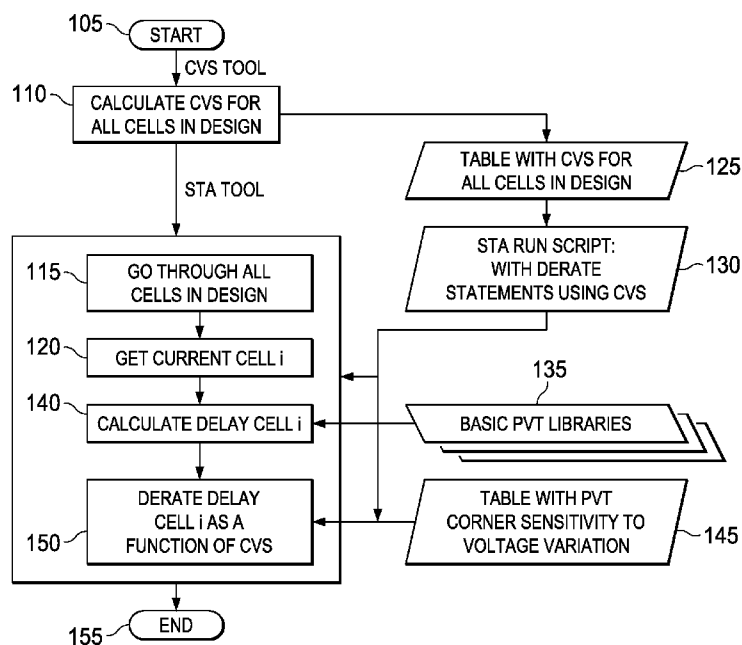 105
START
CVS TOOL
110
CALCULATE CVS FOR
ALL CELLS IN DESIGN
TABLE WITH CVS FOR
ALL CELLS IN DESIGN
125
STA TOOL
115
GO THROUGH ALL
CELLS IN DESIGN
STA RUN SCRIPT:
WITH DERATE
STATEMENTS USING CVS
130
120
GET CURRENT CELL i
135
140
CALCULATE DELAY CELL i
BASIC PVT LIBRARIES
150
DERATE DELAY
CELL i AS A
FUNCTION OF CVS
TABLE WITH PVT
CORNER SENSITIVITY TO
VOLTAGE VARIATION
145
155
END